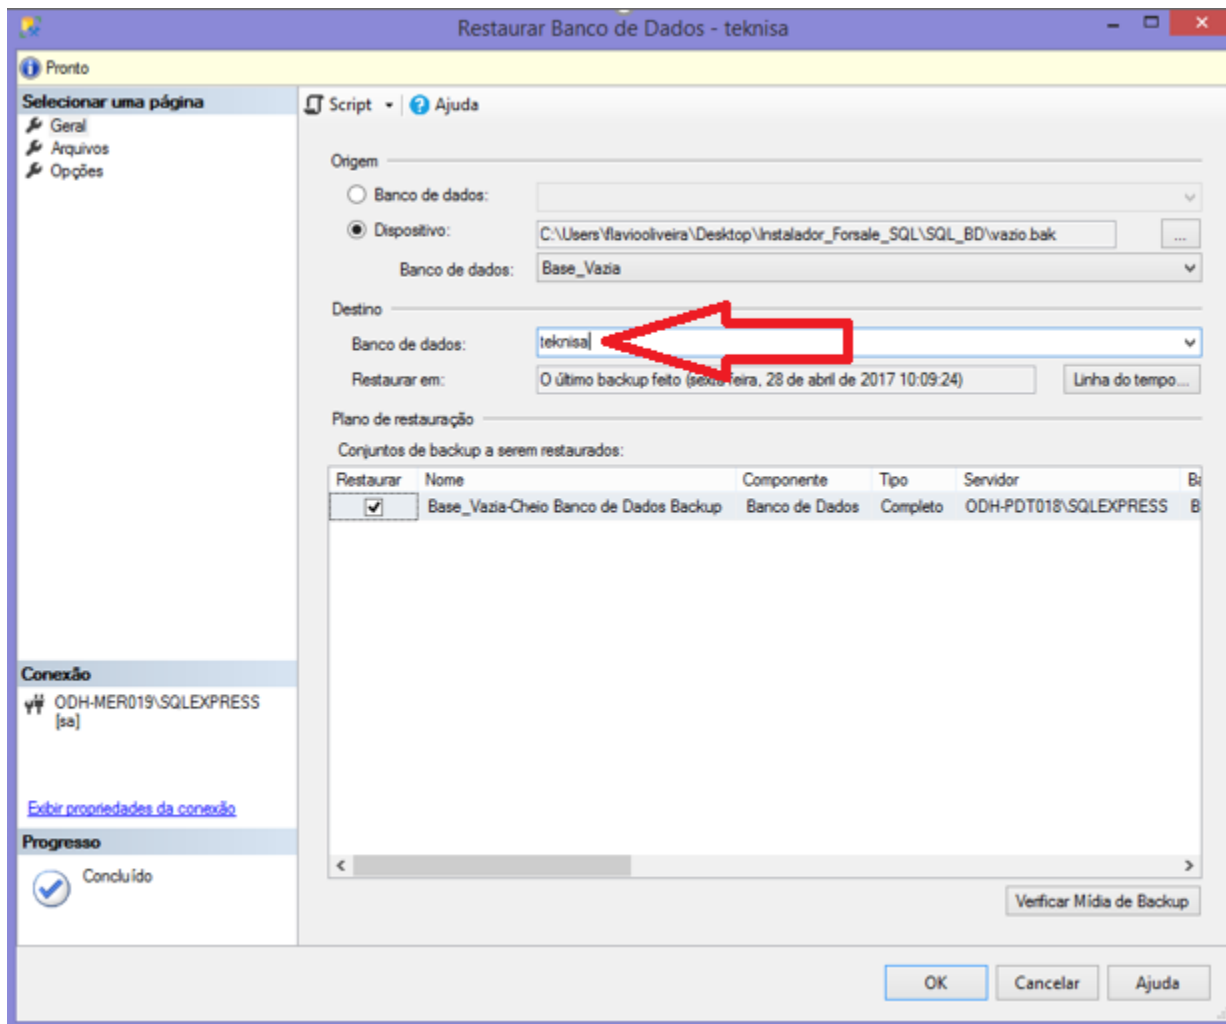 Restaurar Banco de Dados - teknisa
Pronto
Selecionar uma página
Geral
Arquivos
Opções
Script
Ajuda
Origem
Banco de dados:
Dispositivo:
C:\Users\flaviooliveira\Desktop\Instalador_Forsale_SQL\SQL_BD\vazio.bak
...
Banco de dados:
Base_Vazia
Destino
Banco de dados:
teknisa
Restaurar em:
O último backup feito (sexta-feira, 28 de abril de 2017 10:09:24)
Linha do tempo...
Plano de restauração
Conjuntos de backup a serem restaurados:
Restaurar Nome Componente Tipo Servidor Ba
Base_Vazia-Cheio Banco de Dados Backup Banco de Dados Completo ODH-PDT018\SQLEXPRESS B
Conexão
ODH-MER019\SQLEXPRESS
[sa]
Exibir propriedades da conexão
Progresso
Concluído
Verificar Mídia de Backup
OK Cancelar Ajuda